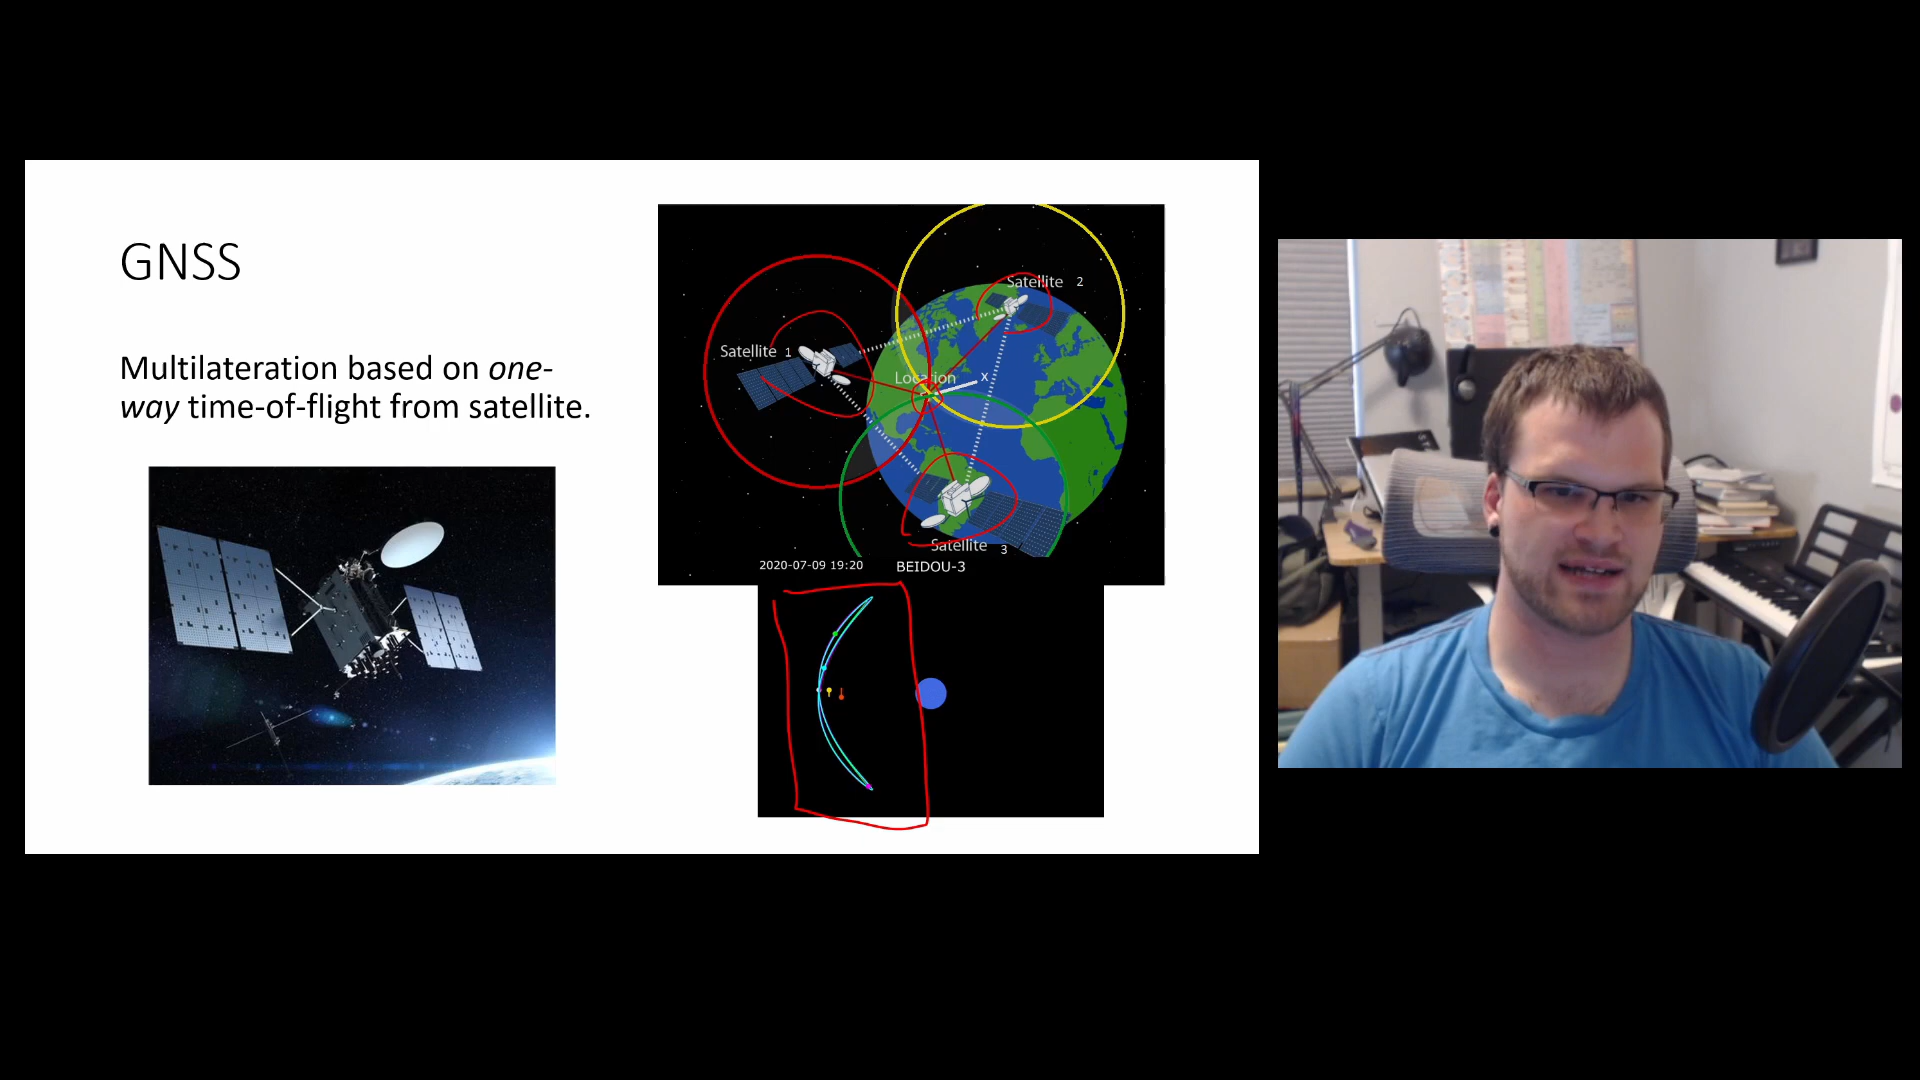 GNSS
Multilateration based on one-
way time-of-flight from satellite.
Satellite 2
Satellite 1
Location X
Satellite 3
2020-07-09 19:20 BEIDOU-3